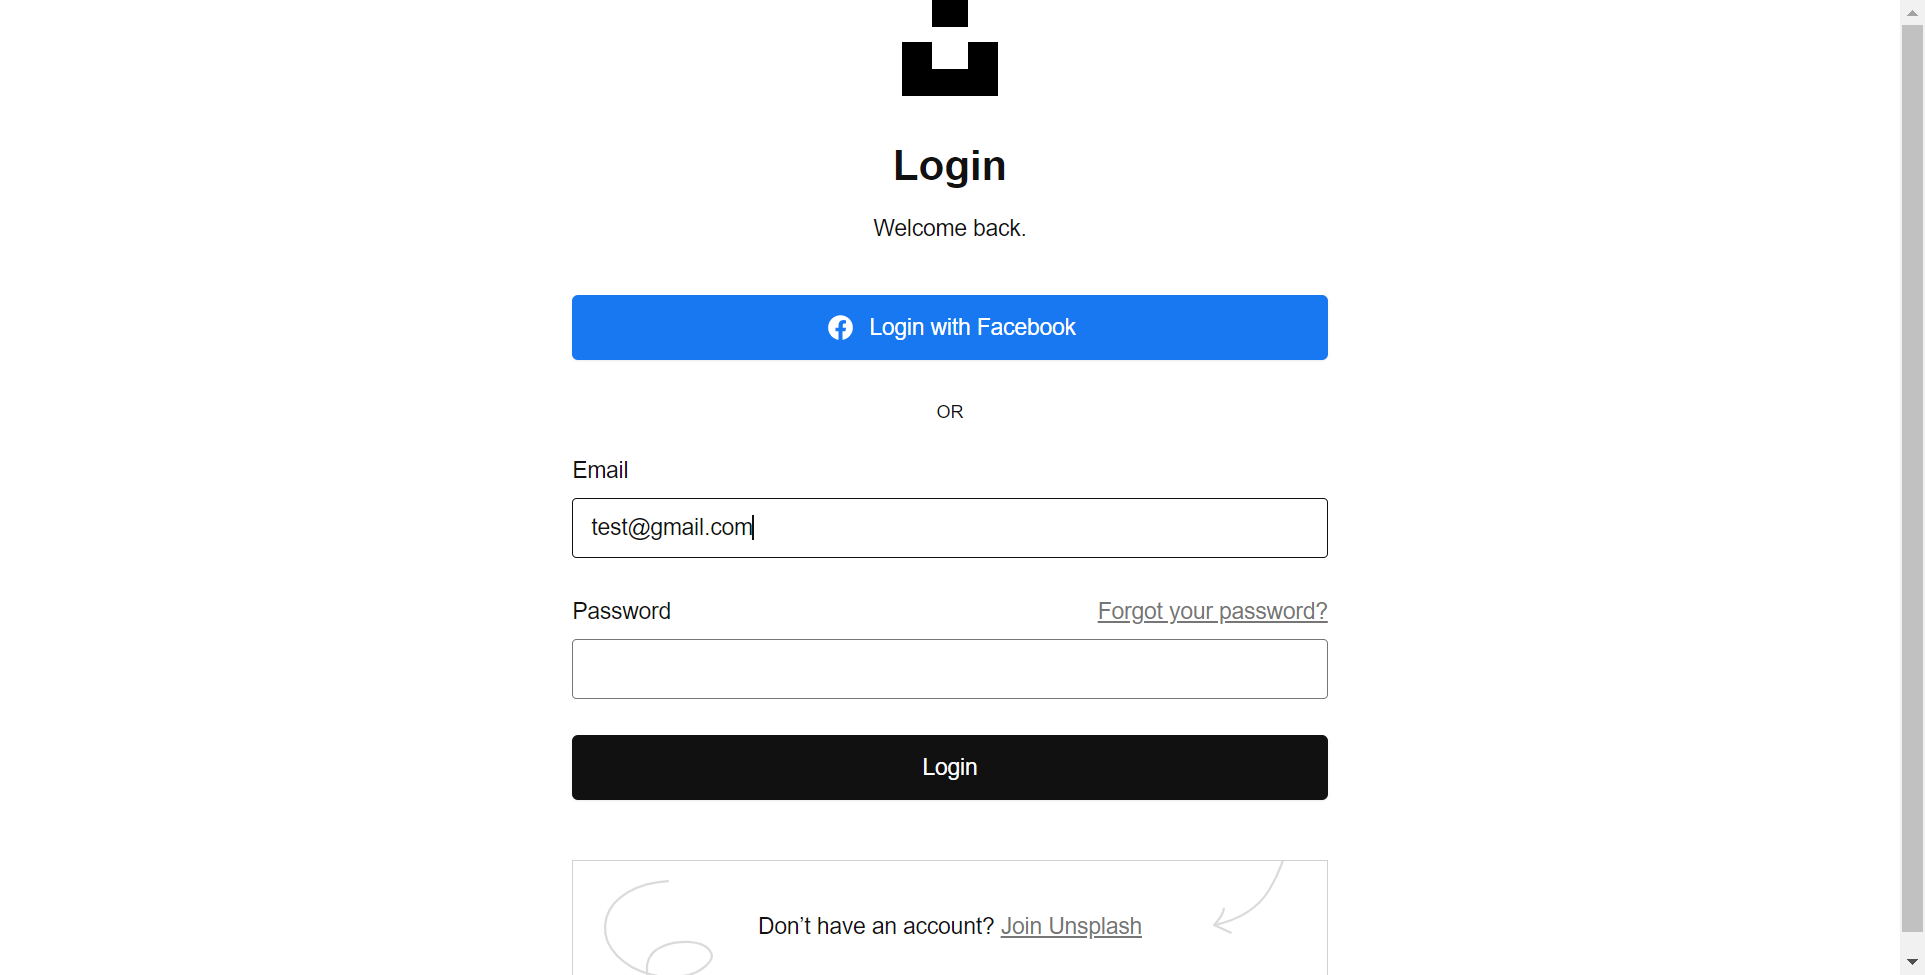 Login
Welcome back.
Login with Facebook
OR
Email
test@gmail.com
Password
Forgot your password?
Login
Don’t have an account? Join Unsplash